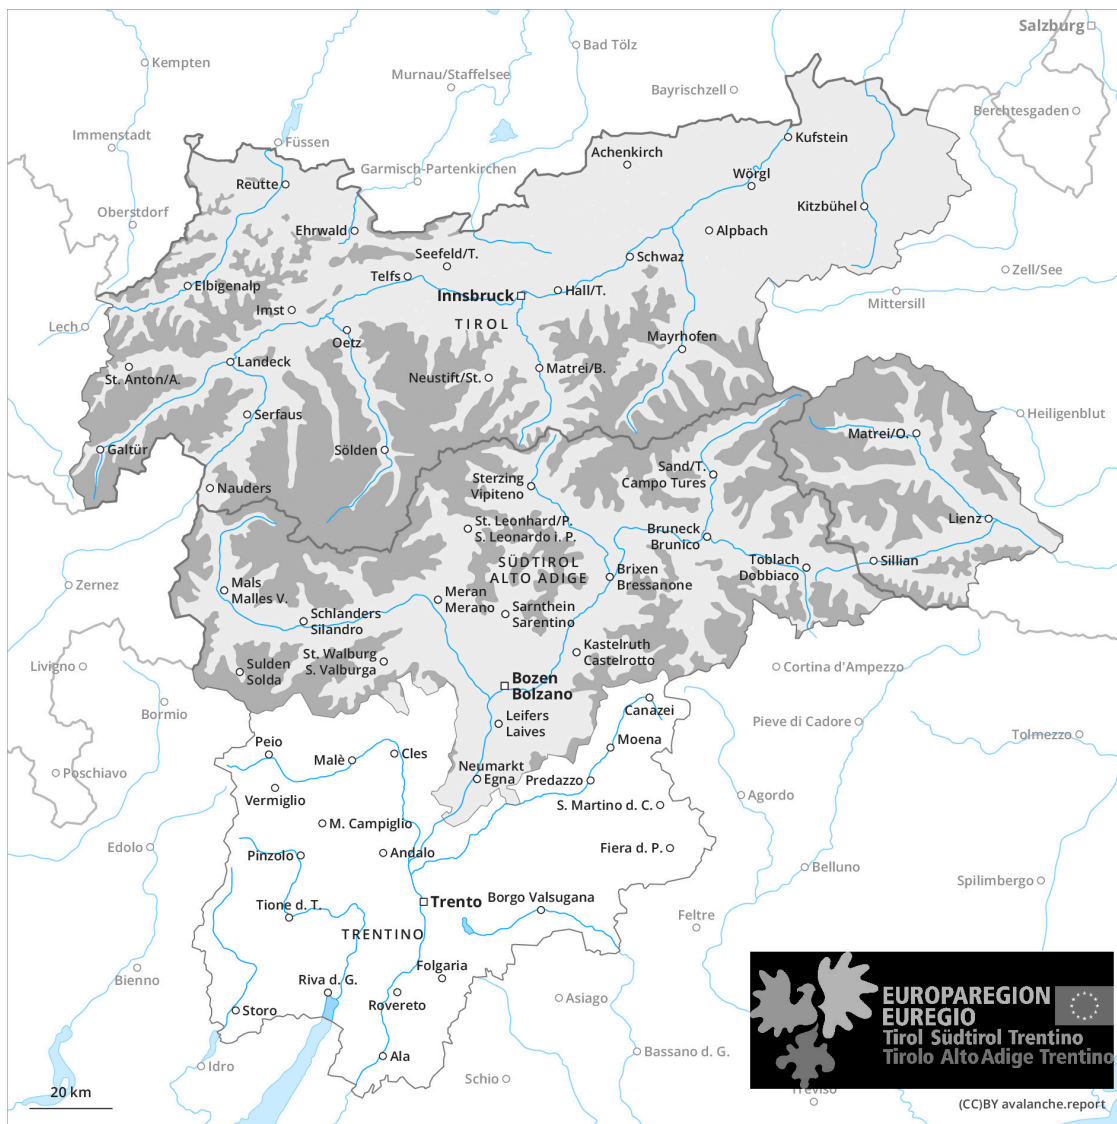 Salzburg
Kempten
Bad Tölz
Murnau/Staffelsee
Bayrischzell
Berchtesgaden
Immenstadt
Füssen
Kufstein
Achenkirch
Garmisch-Partenkirchen
Wörgl
Reutte
Kitzbühel
Oberstdorf
Ehrwald
Alpbach
Seefeld/T.
Schwaz
Telfs
Zell/See
Elbigenalp
Innsbruck
Hall/T.
Mittersill
Imst
TIROL
Lech
Oetz
Mayrhofen
Landeck
Matrei/B.
St. Anton/A.
Neustift/St.
Serfaus
Heiligenblut
Matrei/O.
Galtür
Sölden
Sand/T.
Campo Tures
Sterzing
Vipiteno
Nauders
Lienz
St. Leonhard/P.
S. Leonardo i. P.
Bruneck
Brunico
SÜDTIROL
ALTO ADIGE
Toblach
Dobbiaco
Sillian
Brixen
Bressanone
Zernez
Mals
Malles V.
Meran
Merano
Schlanders
Silandro
Sarnthein
Sarentino
Kastelruth
Castelrotto
St. Walburg
S. Valburga
Livigno
Sulden
Solda
Cortina d'Ampezzo
Bozen
Bolzano
Bormio
Canazei
Leifers
Laives
Pieve di Cadore
Tolmezzo
Peio
Moena
Cles
Malè
Neumarkt
Egna
Poschiavo
Predazzo
Vermiglio
Agordo
S. Martino d. C.
M. Campiglio
Edolo
Pinzolo
Andalo
Fiera d. P.
Belluno
Spilimbergo
Borgo Valsugana
Trento
Tione d. T.
Feltre
TRENTINO
Bienno
Folgaria
Riva d. G.
Rovereto
Storo
Asiago
EUROPAREGION
EUREGIO
Tirol Südtirol Trentino
Tirolo Alto Adige Trentino
Ala
Bassano d. G.
Idro
Schio
Treviso
20 km
(CC)BY avalanche.report